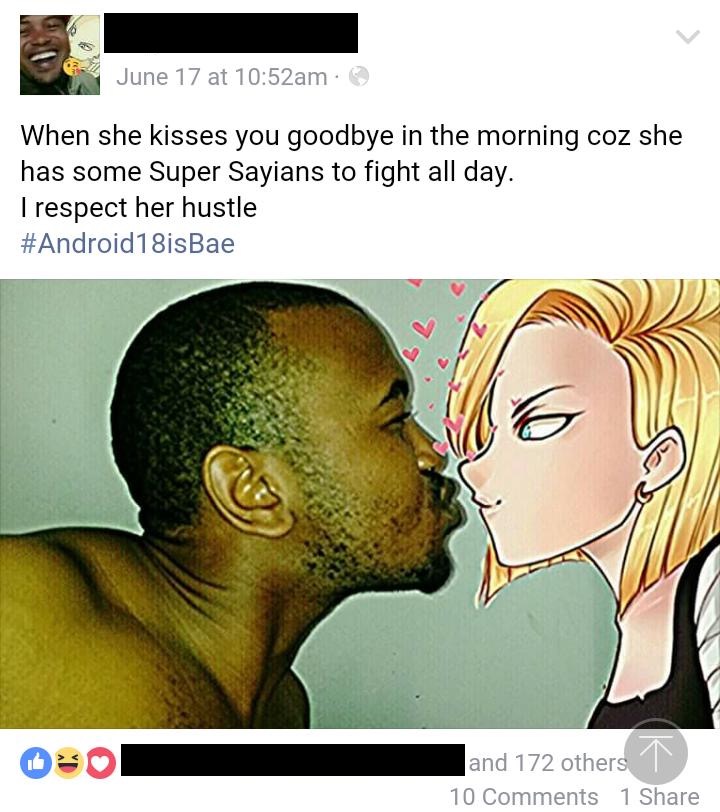 June 17 at 10:52am ·
When she kisses you goodbye in the morning coz she
has some Super Sayians to fight all day.
I respect her hustle
#Android18isBae
and 172 others
10 Comments 1 Share